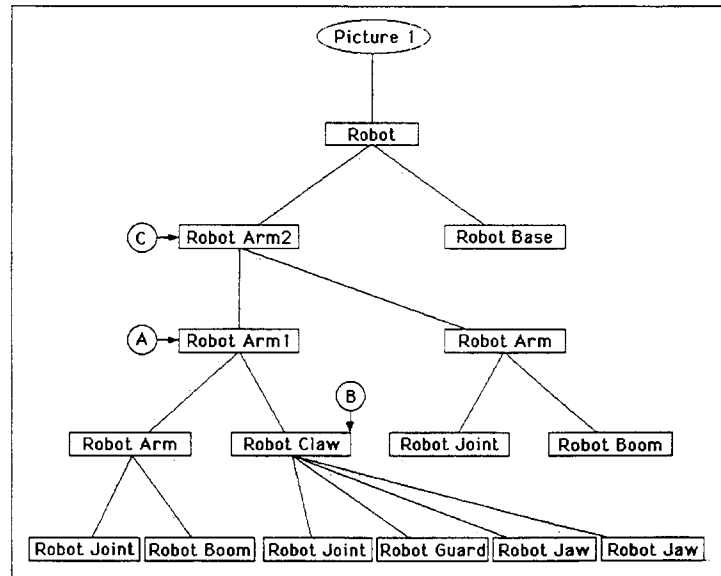 Picture 1
Robot
C
Robot Arm2
Robot Base
A
Robot Arm1
Robot Arm
B
Robot Arm
Robot Claw
Robot Joint
Robot Boom
Robot Joint
Robot Boom
Robot Joint
Robot Guard
Robot Jaw
Robot Jaw